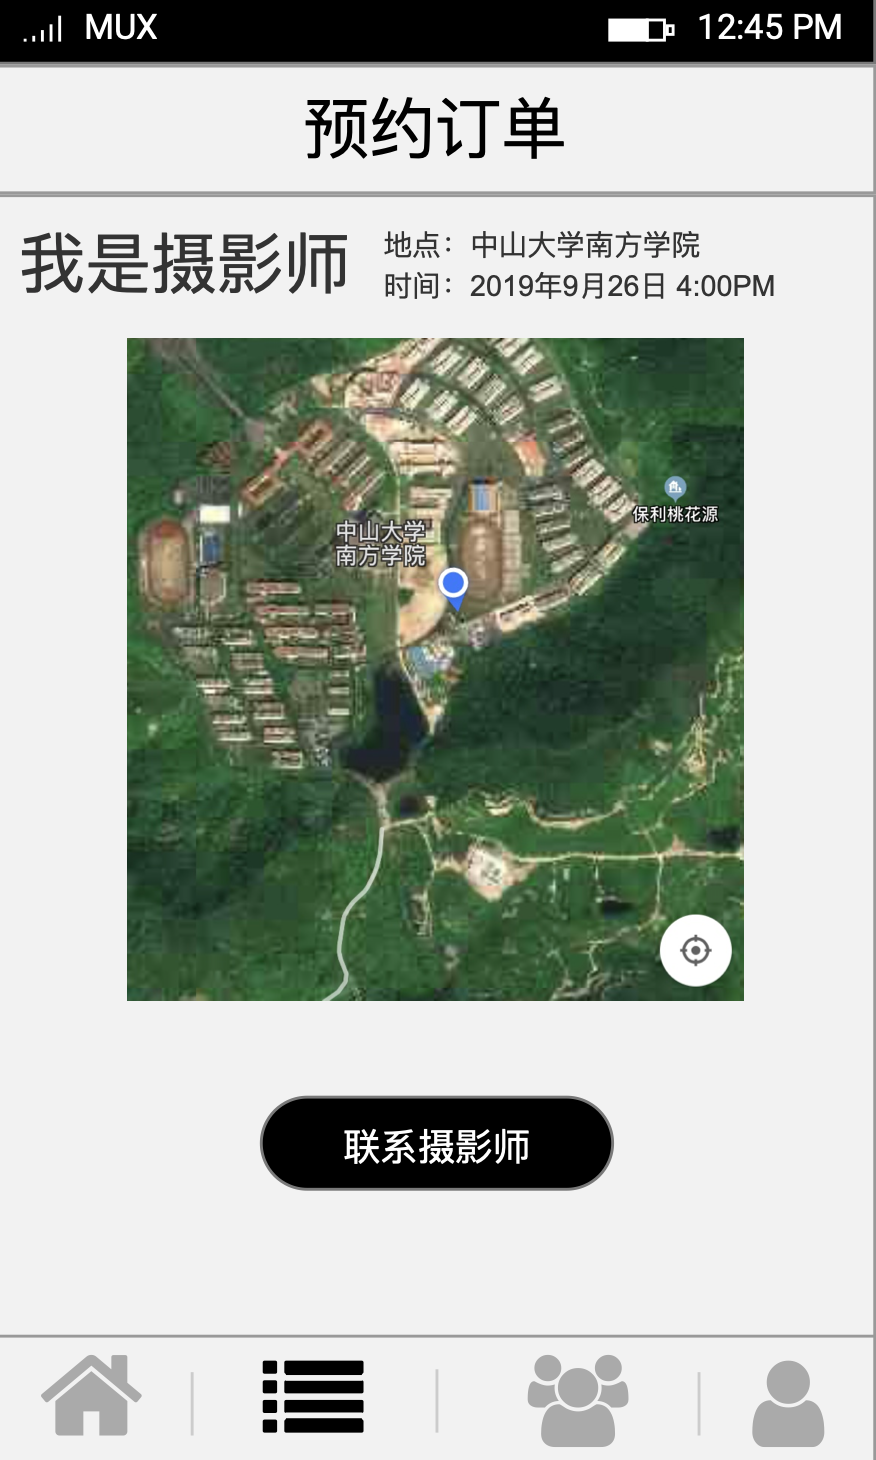 MUX
12:45 PM
预约订单
我是摄影师
地点：中山大学南方学院
时间：2019年9月26日 4:00PM
保利桃花源
中山大学
南方学院
联系摄影师